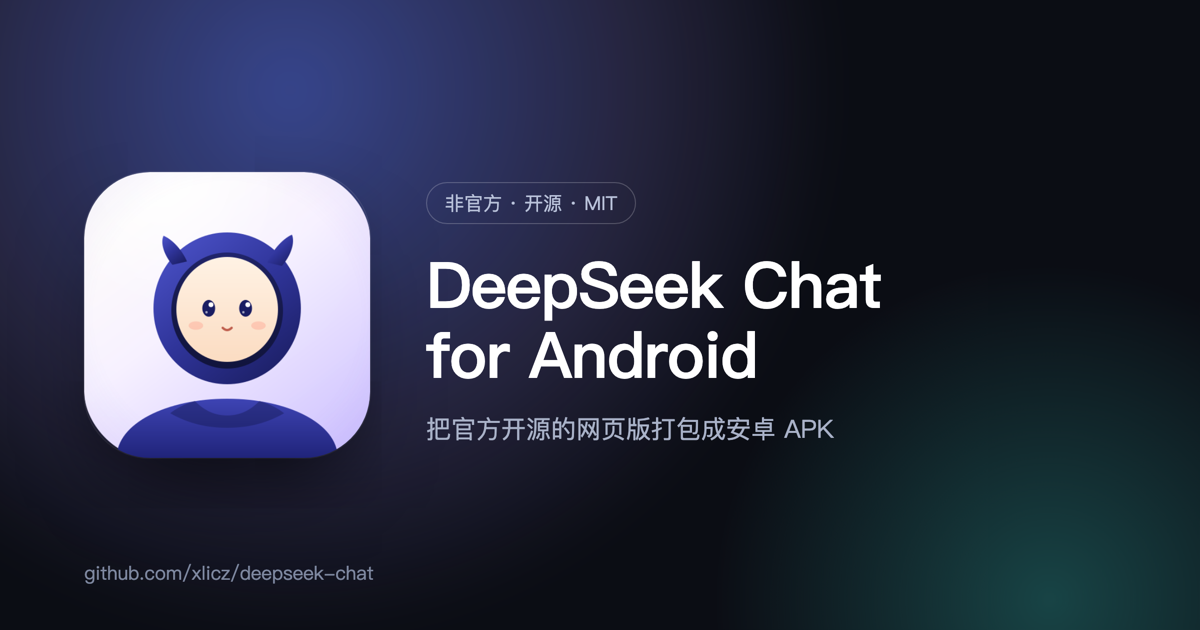 非官方 · 开源 · MIT
DeepSeek Chat
for Android
把官方开源的网页版打包成安卓 APK
github.com/xlicz/deepseek-chat